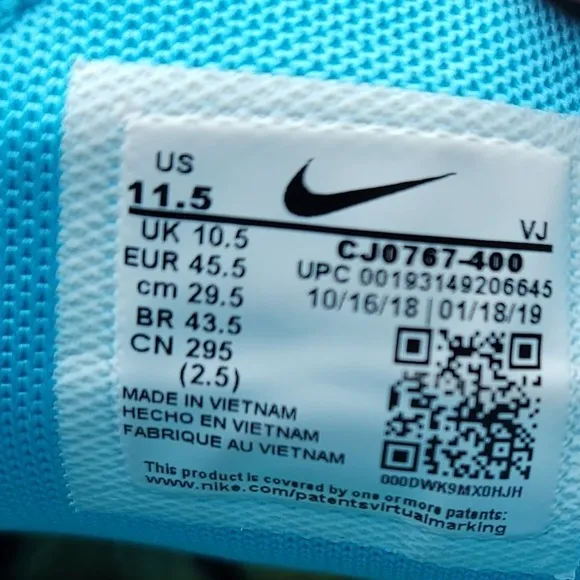 US
11.5
VJ
UK 10.5
CJ0767-400
EUR 45.5
UPC 00193149206645
cm 29.5
10/16/18 | 01/18/19
BR 43.5
CN 295
(2.5)
MADE IN VIETNAM
HECHO EN VIETNAM
FABRIQUE AU VIETNAM
000DWK9MX0HJH
This product is covered by one or more patents:
www.nike.com/patentsvirtualmarking